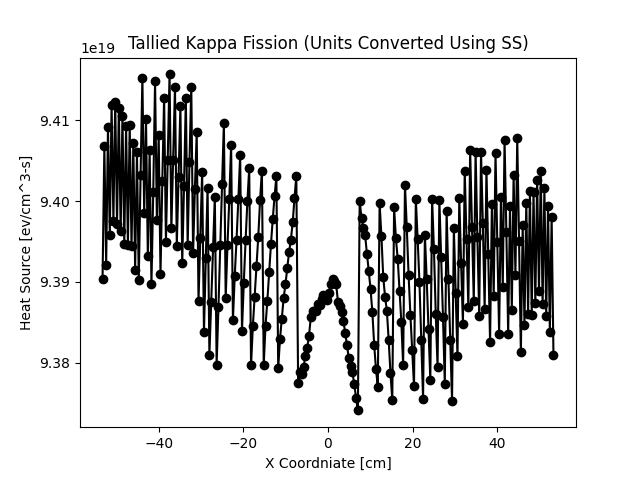 Tallied Kappa Fission (Units Converted Using SS)
1e19
9.41
9.40
9.39
9.38
Heat Source [ev/cm^3-s]
−40
−20
0
20
40
X Coordniate [cm]